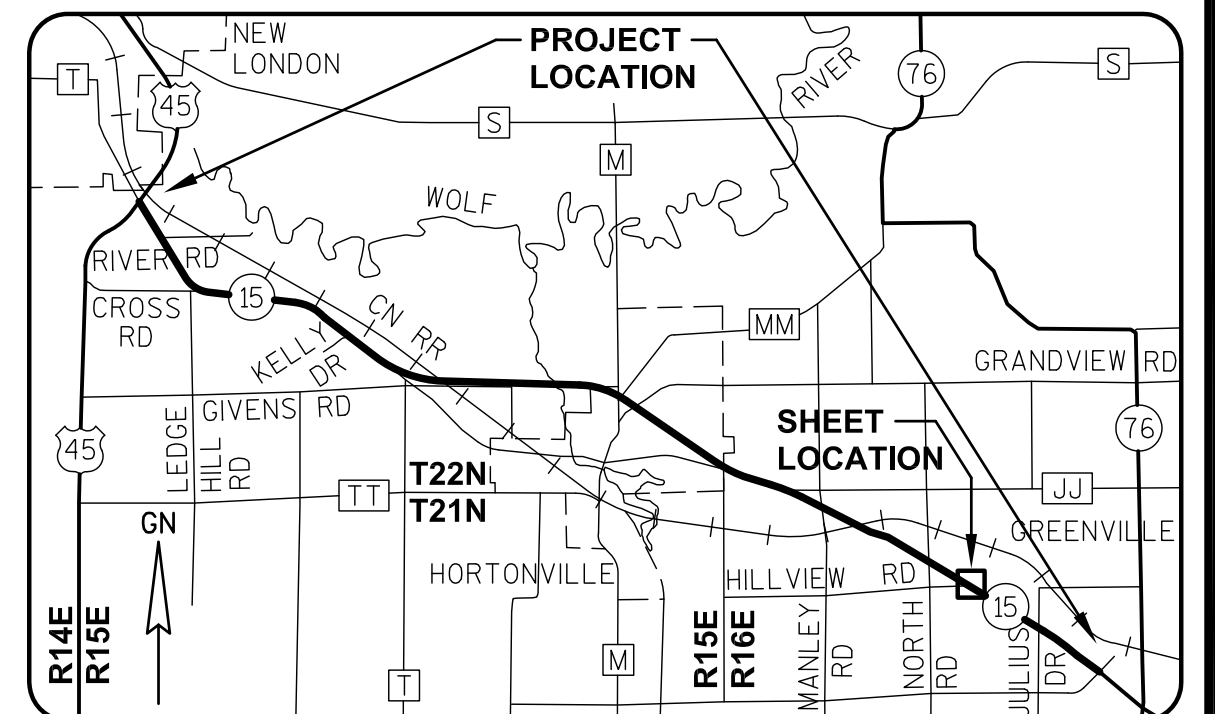 NEW
LONDON
PROJECT
LOCATION
T
45
S
RIVER
76
S
M
WOLF
RIVER RD
CROSS
RD
15
CN RR
KELLY
DR
MM
GRANDVIEW RD
GIVENS RD
LEDGE
HILL
RD
45
SHEET
LOCATION
76
T22N
T21N
TT
JJ
GN
GREENVILLE
HORTONVILLE
HILLVIEW RD
15
R14E
R15E
T
M
R15E
R16E
MANLEY
RD
NORTH
RD
JULIUS
DR